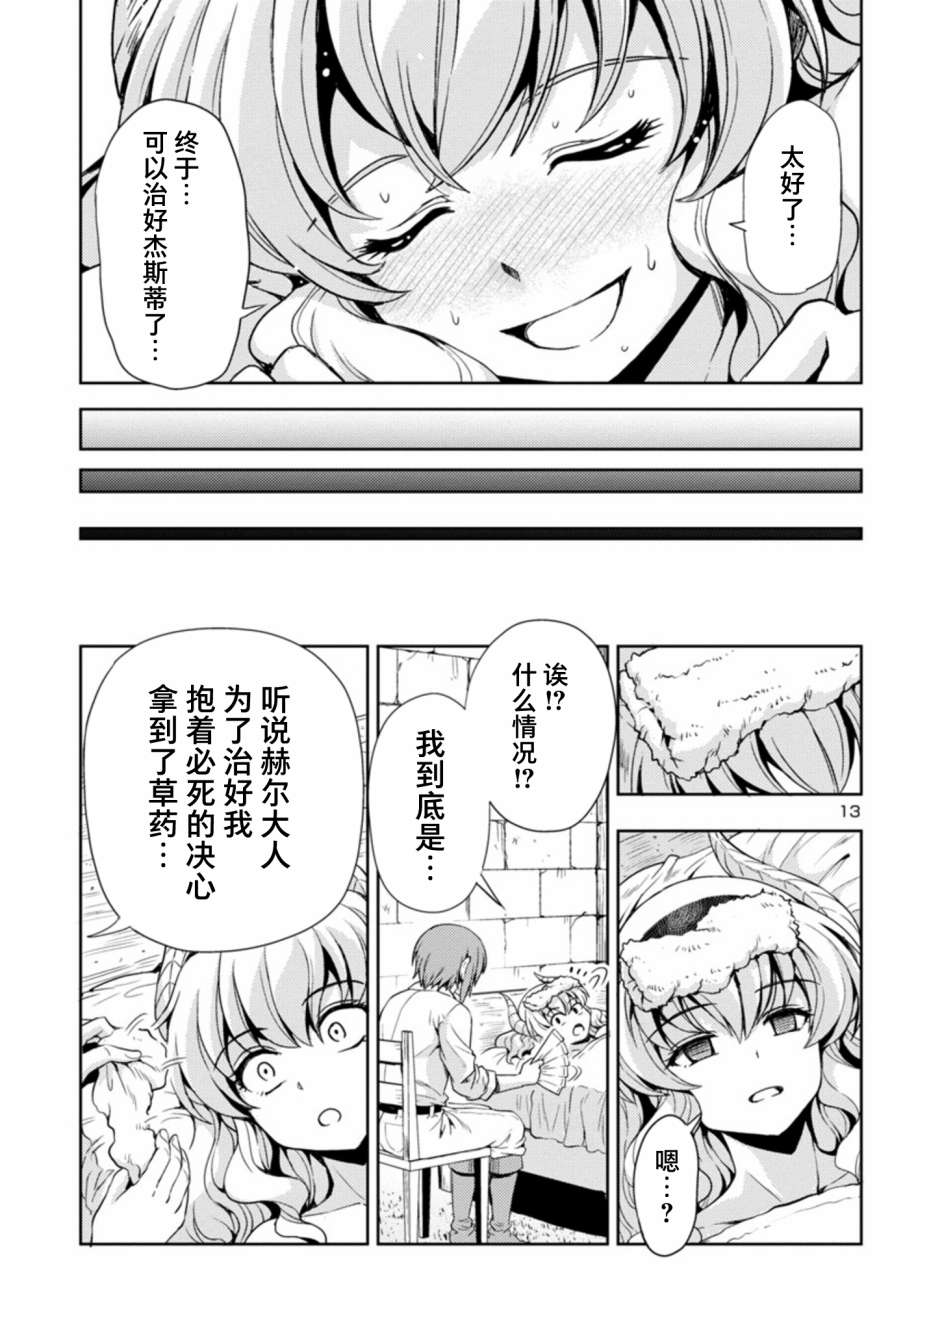 太好了…
终于…
可以治好杰斯蒂了…
13
嗯…?
诶!?
什么情况!?
我到底是…
听说赫尔大人
为了治好我
抱着必死的决心
拿到了草药…